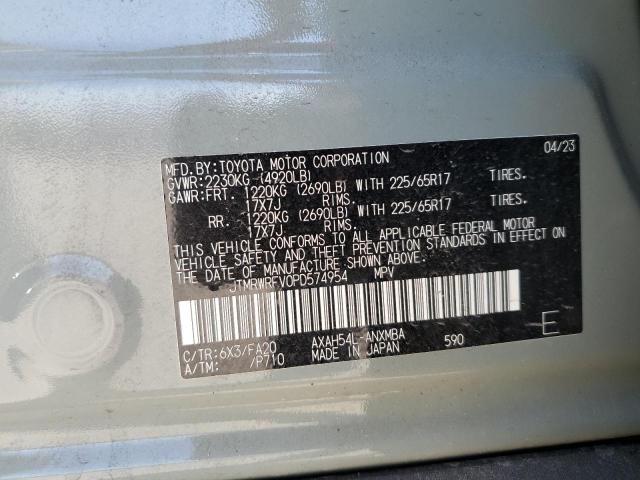 MFD.BY:TOYOTA MOTOR CORPORATION 04/23
GVWR:2230KG (4920LB)
GAWR:FRT. 1220KG (2690LB) WITH 225/65R17 TIRES.
17X7J RIMS.
RR. 1220KG (2690LB) WITH 225/65R17 TIRES.
17X7J RIMS.
THIS VEHICLE CONFORMS TO ALL APPLICABLE FEDERAL MOTOR
VEHICLE SAFETY AND THEFT PREVENTION STANDARDS IN EFFECT ON
THE DATE OF MANUFACTURE SHOWN ABOVE.
JTMRWRFV0PD574954 MPV
C/TR:6X3/FA20 AXAH54L-ANXMBA 590 E
A/TM: /P710 MADE IN JAPAN